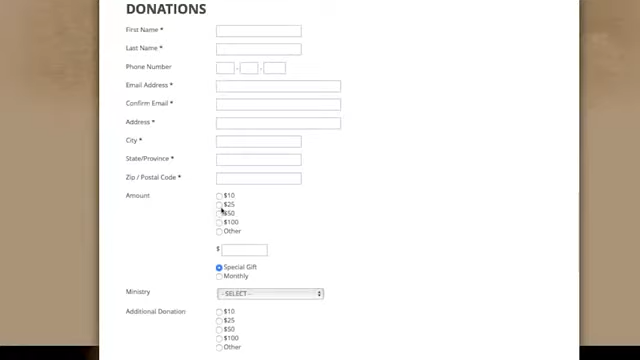 DONATIONS
First Name *
Last Name *
Phone Number - -
Email Address *
Confirm Email *
Address *
City *
State/Province *
Zip / Postal Code *
Amount
$10
$25
$50
$100
Other
$
Special Gift
Monthly
Ministry
- SELECT --
Additional Donation
$10
$25
$50
$100
Other